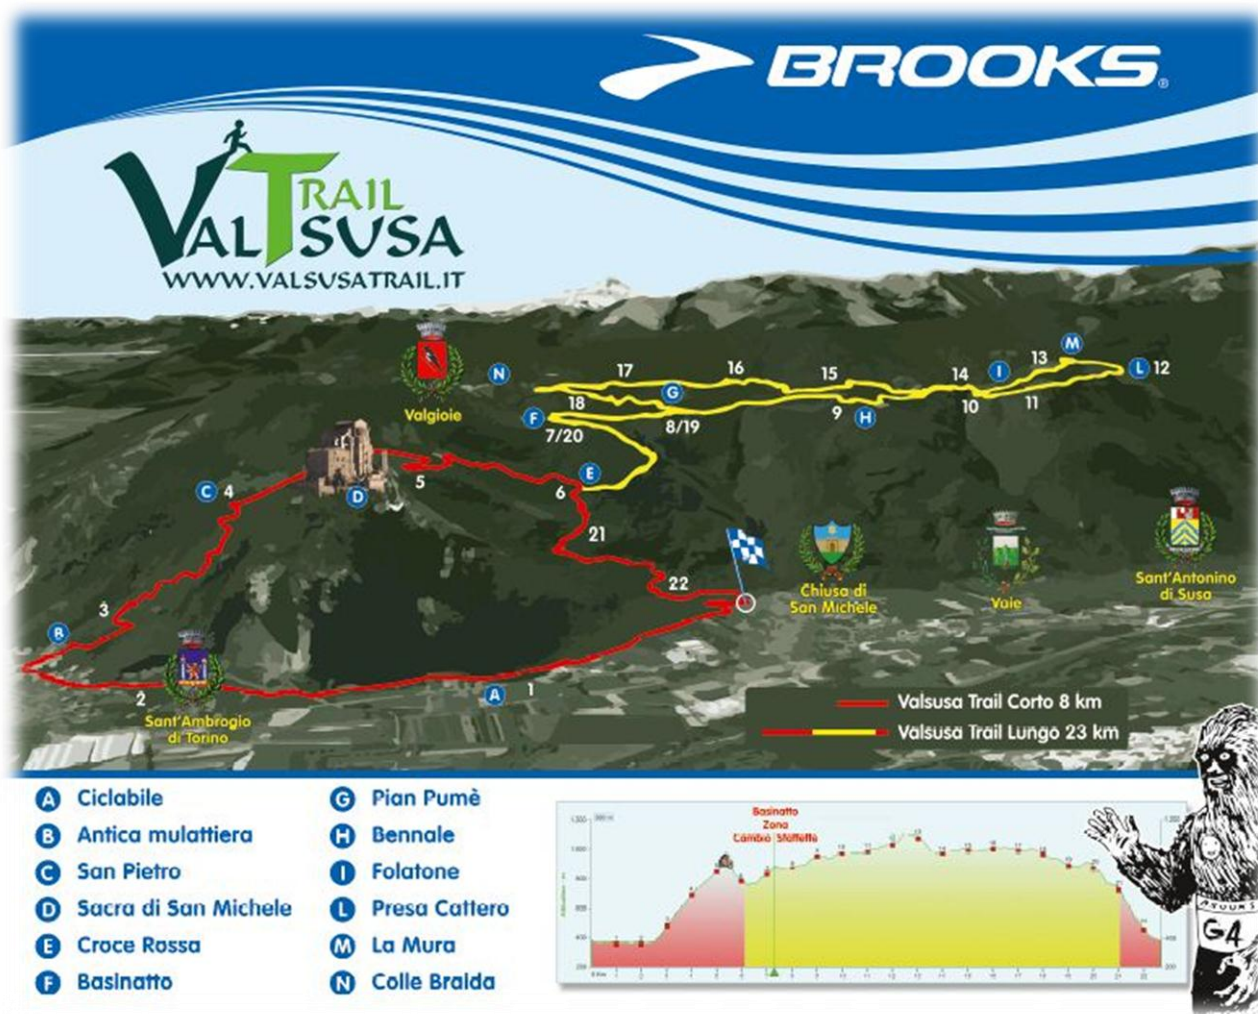 BROOKS®
VALSUSA TRAIL
WWW.VALSUSATRAIL.IT
Valgioie
N
17
16
15
14
I
13
M
L
12
G
18
F
7/20
8/19
9
H
10
11
E
C
4
D
5
6
21
22
3
B
2
A
1
Chiusa di
San Michele
Vaie
Sant'Antonino
di Susa
Sant'Ambrogio
di Torino
Valsusa Trail Corto 8 km
Valsusa Trail Lungo 23 km
A Ciclabile
B Antica mulattiera
C San Pietro
D Sacra di San Michele
E Croce Rossa
F Basinatto
G Pian Pumè
H Bennale
I Folatone
L Presa Cattero
M La Mura
N Colle Braida
Basinatto
Zona
Cambio Staffetta
BROOKS
G4